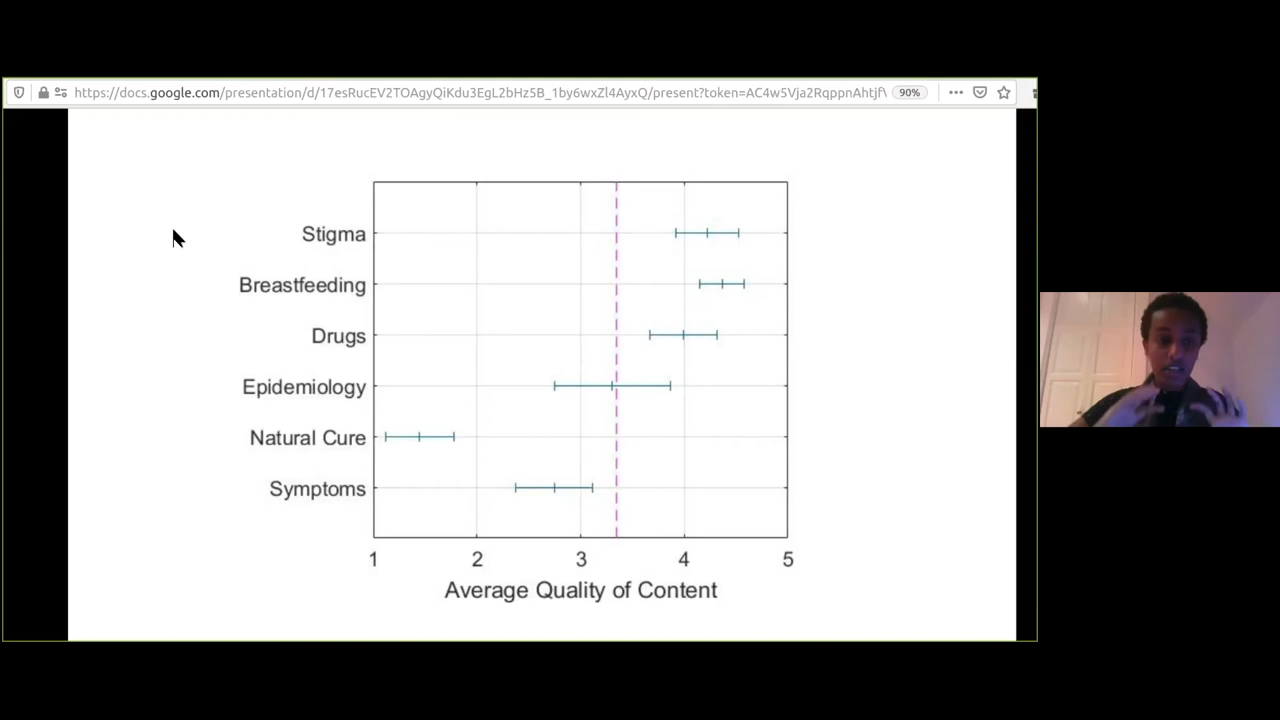 https://docs.google.com/presentation/d/17esRucEV2TOAgyQiKdu3EgL2bHz5B_1by6wxZl4AyxQ/present?token=AC4w5Vja2RqppnAhtjf
90%
Stigma
Breastfeeding
Drugs
Epidemiology
Natural Cure
Symptoms
1 2 3 4 5
Average Quality of Content